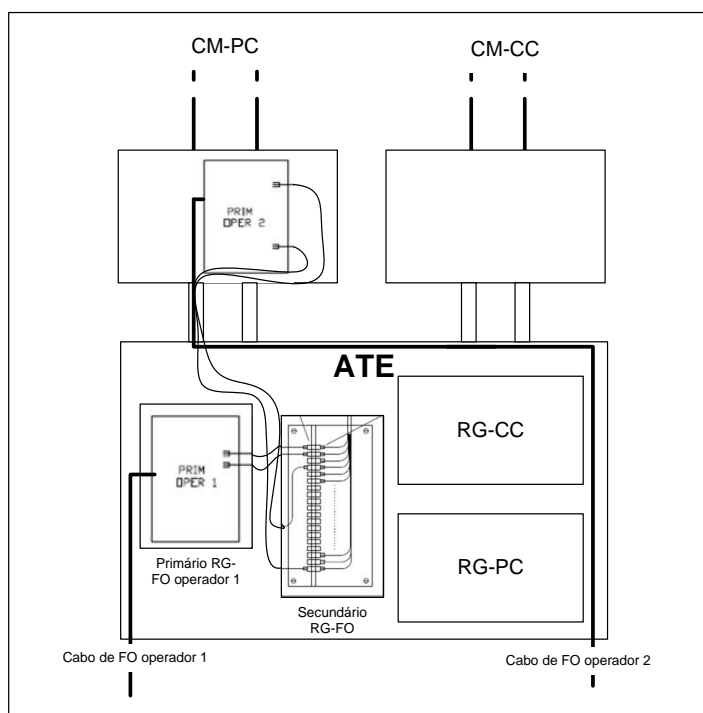 CM-PC
CM-CC
PRIM
OPER 2
ATE
RG-CC
PRIM
OPER 1
RG-PC
Primário RG-
FO operador 1
Secundário
RG-FO
Cabo de FO operador 1
Cabo de FO operador 2